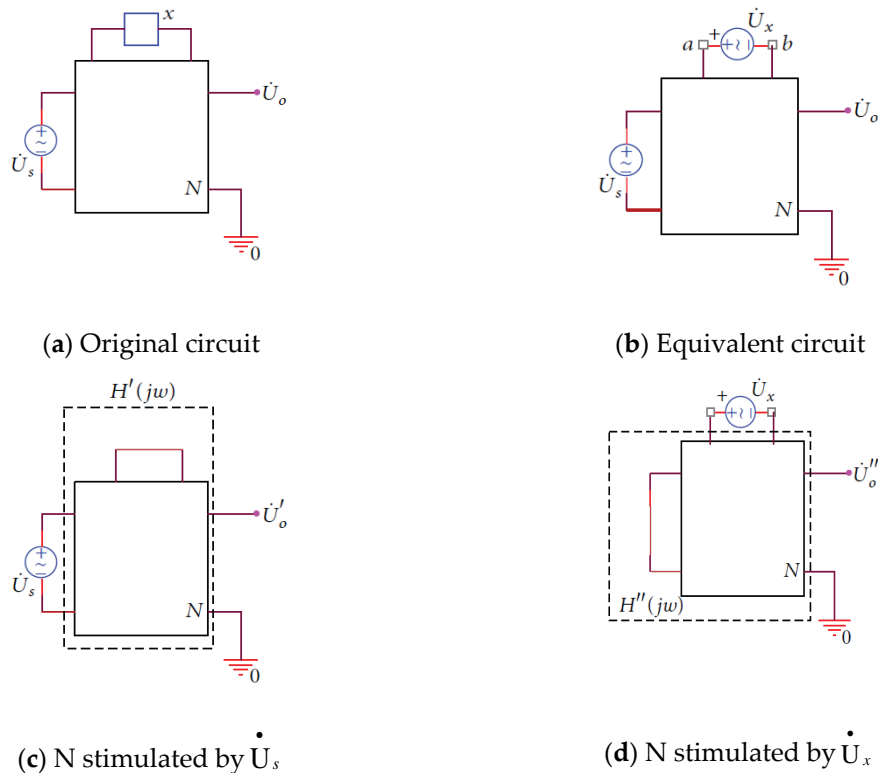 x
U̇ₛ
U̇ₒ
N
0
(a) Original circuit
U̇ₓ
a + b
U̇ₛ
U̇ₒ
N
0
(b) Equivalent circuit
H′(jw)
U̇ₛ
U̇ₒ′
N
0
(c) N stimulated by U̇ₛ
U̇ₓ
+
U̇ₒ″
N
H″(jw)
0
(d) N stimulated by U̇ₓ